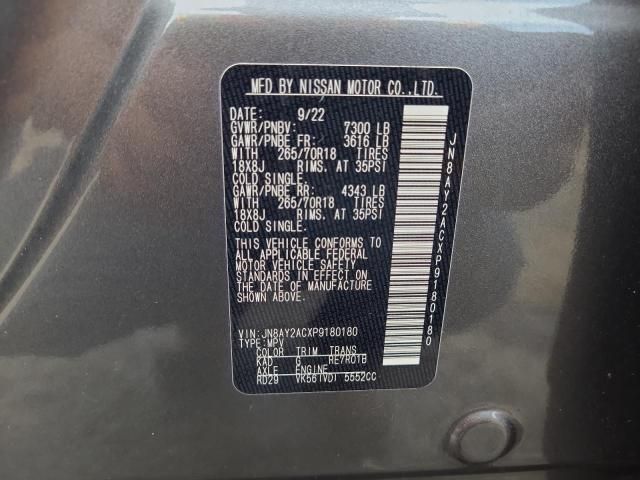 MFD BY NISSAN MOTOR CO.,LTD.
DATE: 9/22
GVWR/PNBV: 7300 LB
GAWR/PNBE FR: 3616 LB
WITH 265/70R18 TIRES
18X8J RIMS. AT 35PSI
COLD SINGLE.
GAWR/PNBE RR: 4343 LB
WITH 265/70R18 TIRES
18X8J RIMS. AT 35PSI
COLD SINGLE.
THIS VEHICLE CONFORMS TO
ALL APPLICABLE FEDERAL
MOTOR VEHICLE SAFETY
STANDARDS IN EFFECT ON
THE DATE OF MANUFACTURE
SHOWN ABOVE.
VIN: JN8AY2ACXP9180180
TYPE: MPV
COLOR TRIM TRANS
KAD G RE7R01B
AXLE ENGINE
RD29 VK56(VD) 5552CC
JN8AY2ACXP9180180